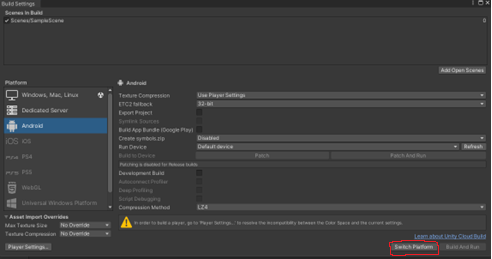 Build Settings
Scenes In Build
Scenes/SampleScene 0
Add Open Scenes
Platform
Windows, Mac, Linux
Dedicated Server
Android
iOS
PS4
PS5
WebGL
Universal Windows Platform
Android
Texture Compression Use Player Settings
ETC2 fallback 32-bit
Export Project
Symlink Sources
Build App Bundle (Google Play)
Create symbols.zip Disabled
Run Device Default device Refresh
Build to Device Patch Patch And Run
Patching is disabled for Release builds
Development Build
Autoconnect Profiler
Deep Profiling
Script Debugging
Compression Method LZ4
In order to build a player, go to 'Player Settings...' to resolve the incompatibility between the Color Space and the current settings.
Asset Import Overrides
Max Texture Size No Override
Texture Compression No Override
Learn about Unity Cloud Build
Player Settings...
Switch Platform Build And Run